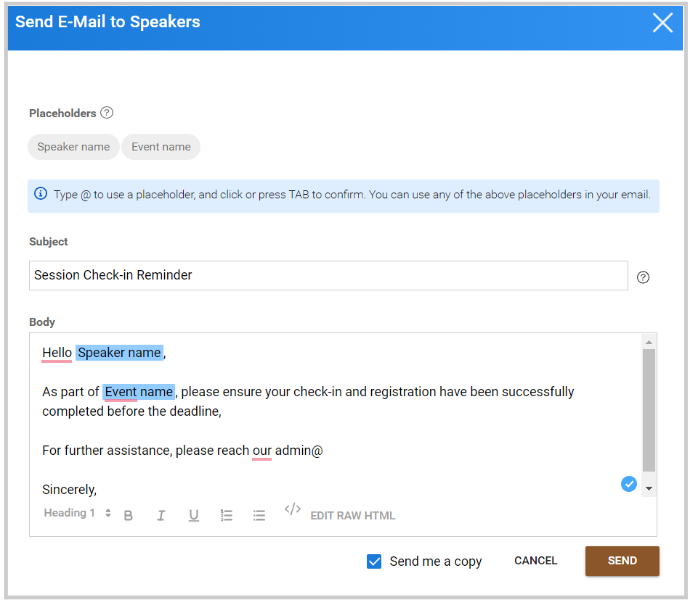 Send E-Mail to Speakers
Placeholders ?
Speaker name Event name
Type @ to use a placeholder, and click or press TAB to confirm. You can use any of the above placeholders in your email.
Subject
Session Check-in Reminder ?
Body
Hello Speaker name,
As part of Event name, please ensure your check-in and registration have been successfully
completed before the deadline,
For further assistance, please reach our admin@
Sincerely,
Heading 1 B I U </> EDIT RAW HTML
Send me a copy CANCEL SEND